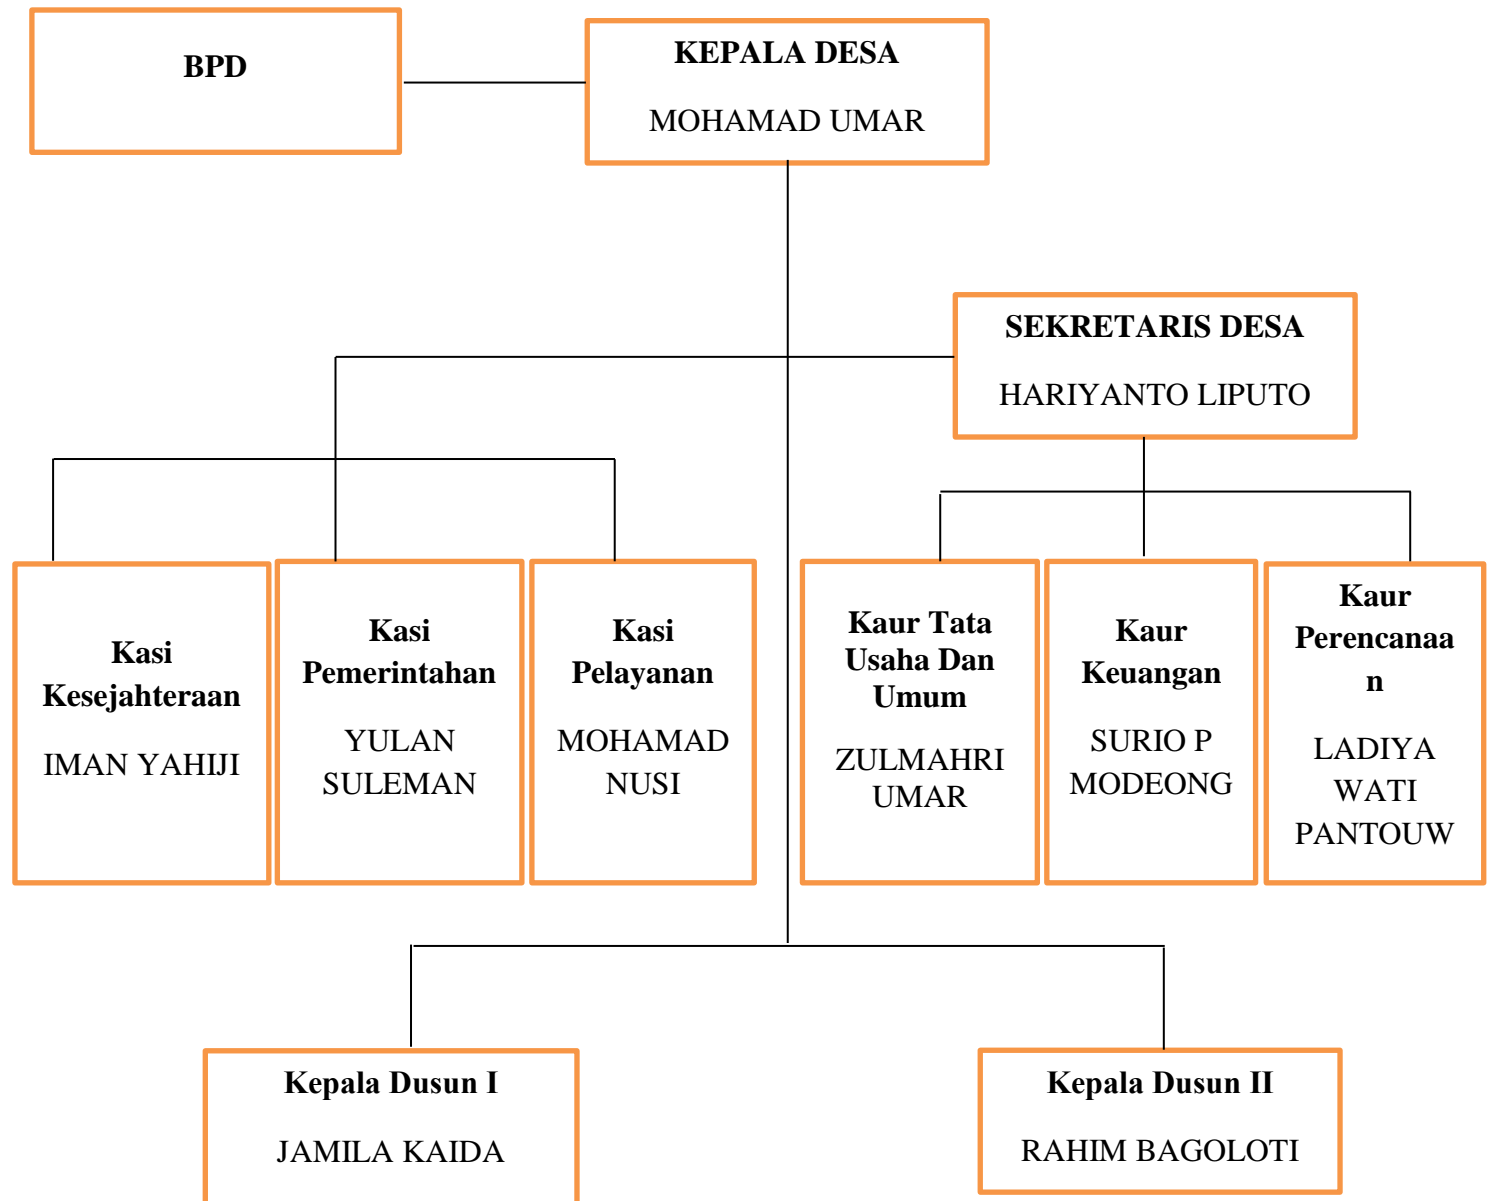 BPD
KEPALA DESA
MOHAMAD UMAR
SEKRETARIS DESA
HARIYANTO LIPUTO
Kasi
Kesejahteraan
IMAN YAHIJI
Kasi
Pemerintahan
YULAN
SULEMAN
Kasi
Pelayanan
MOHAMAD
NUSI
Kaur Tata
Usaha Dan
Umum
ZULMAHRI
UMAR
Kaur
Keuangan
SURIO P
MODEONG
Kaur
Perencanaa
n
LADIYA
WATI
PANTOUW
Kepala Dusun I
JAMILA KAIDA
Kepala Dusun II
RAHIM BAGOLOTI